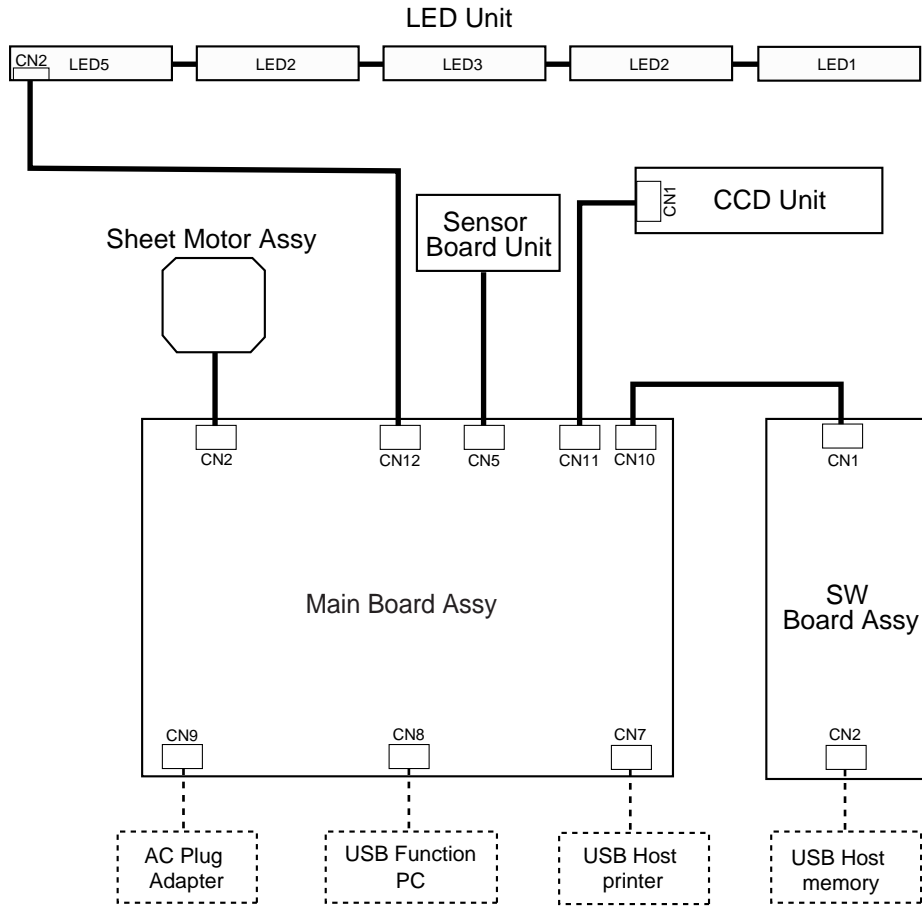 LED Unit
CN2
LED5
LED2
LED3
LED2
LED1
CN1
CCD Unit
Sensor
Board Unit
Sheet Motor Assy
CN2
CN12
CN5
CN11
CN10
CN1
Main Board Assy
SW
Board Assy
CN9
CN8
CN7
CN2
AC Plug
Adapter
USB Function
PC
USB Host
printer
USB Host
memory